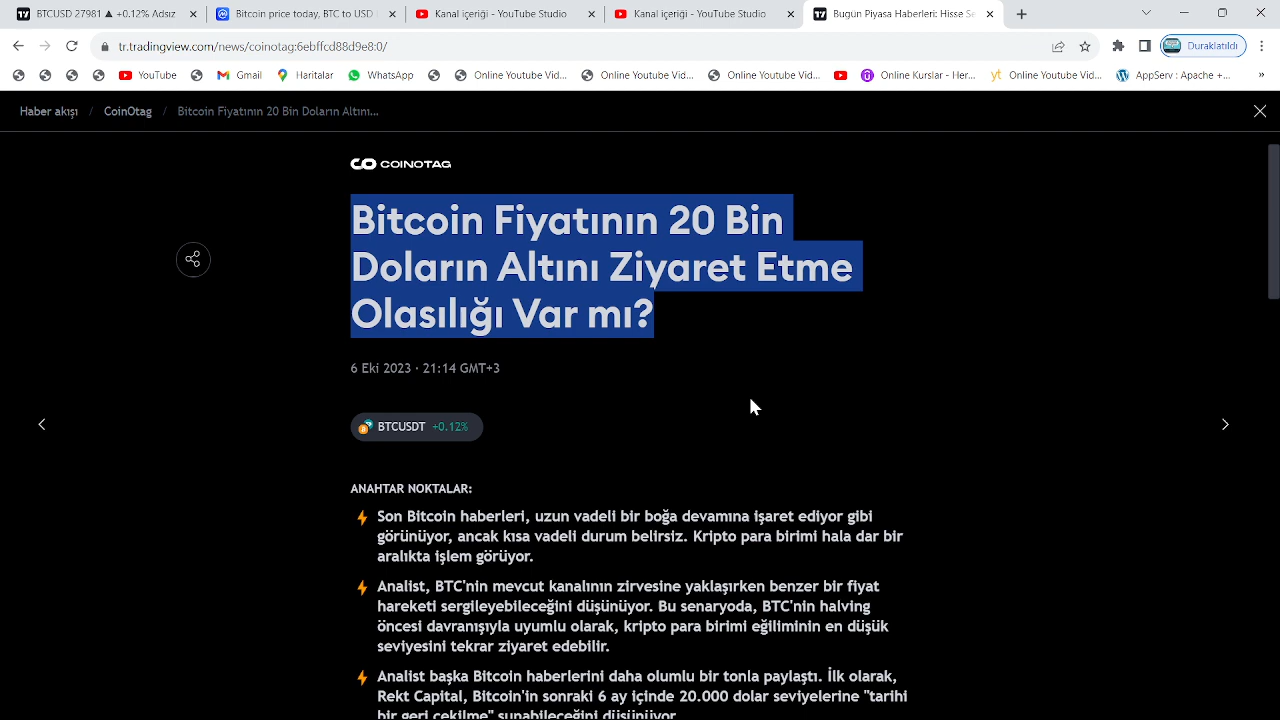 BTCUSD 27981 ▲ +0.12% Adsız
Bitcoin price today, BTC to USD
Kanal içeriği - YouTube Studio
Kanal içeriği - YouTube Studio
Bugün Piyasa Haberleri: Hisse Se
tr.tradingview.com/news/coinotag:6ebffcd88d9e8:0/
Duraklatıldı
YouTube
Gmail
Haritalar
WhatsApp
Online Youtube Vid...
Online Youtube Vid...
Online Youtube Vid...
Online Kurslar - Her...
yt Online Youtube Vid...
AppServ : Apache +...
»
Haber akışı / CoinOtag / Bitcoin Fiyatının 20 Bin Doların Altını...
COINOTAG
Bitcoin Fiyatının 20 Bin
Doların Altını Ziyaret Etme
Olasılığı Var mı?
6 Eki 2023 · 21:14 GMT+3
BTCUSDT +0.12%
ANAHTAR NOKTALAR:
Son Bitcoin haberleri, uzun vadeli bir boğa devamına işaret ediyor gibi
görünüyor, ancak kısa vadeli durum belirsiz. Kripto para birimi hala dar bir
aralıkta işlem görüyor.
Analist, BTC'nin mevcut kanalının zirvesine yaklaşırken benzer bir fiyat
hareketi sergileyebileceğini düşünüyor. Bu senaryoda, BTC'nin halving
öncesi davranışıyla uyumlu olarak, kripto para birimi eğiliminin en düşük
seviyesini tekrar ziyaret edebilir.
Analist başka Bitcoin haberlerini daha olumlu bir tonla paylaştı. İlk olarak,
Rekt Capital, Bitcoin'in sonraki 6 ay içinde 20.000 dolar seviyelerine "tarihi
bir geri çekilme" sunabileceğini düşünüyor.